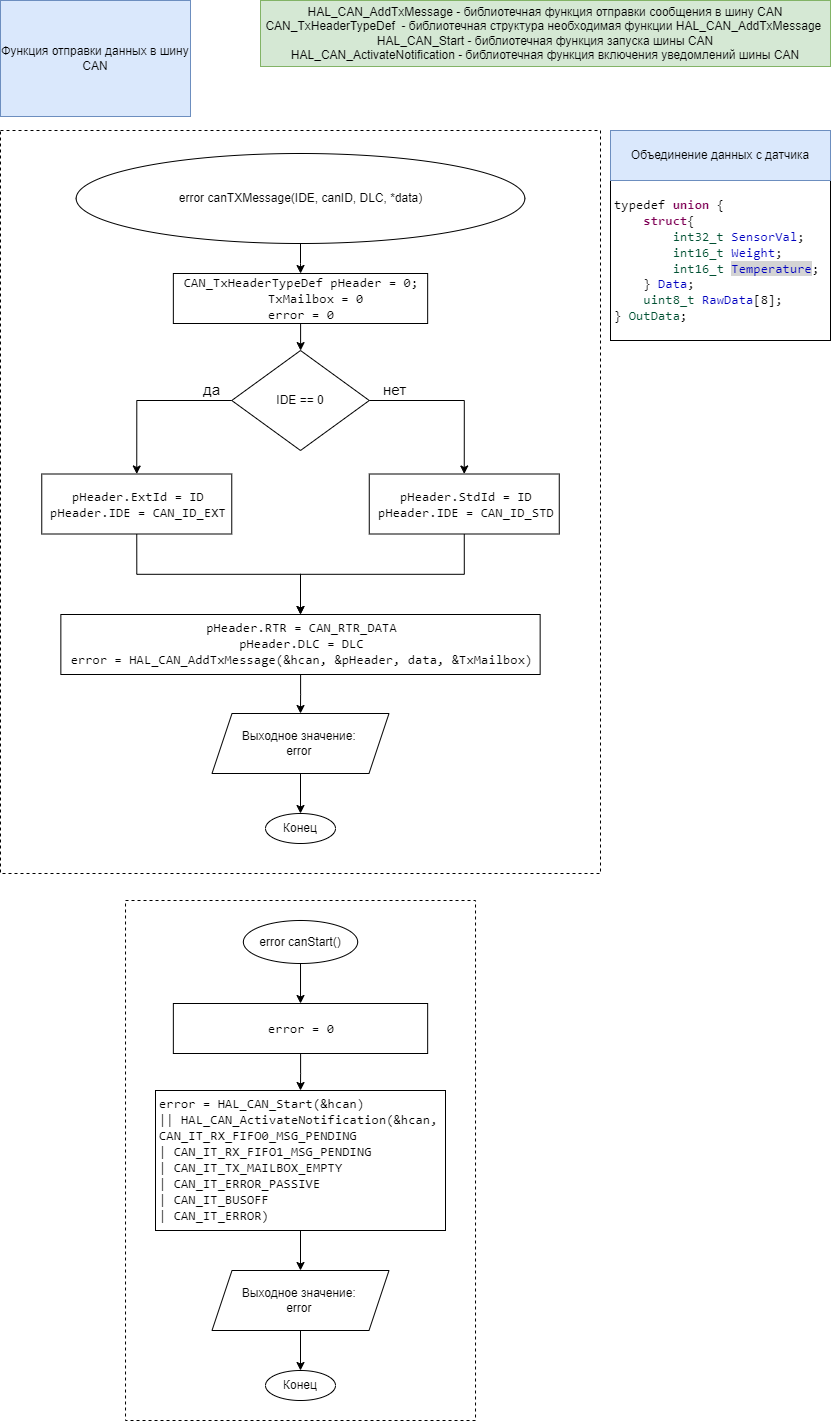 Функция отправки данных в шину
CAN
HAL_CAN_AddTxMessage - библиотечная функция отправки сообщения в шину CAN
CAN_TxHeaderTypeDef - библиотечная структура необходимая функции HAL_CAN_AddTxMessage
HAL_CAN_Start - библиотечная функция запуска шины CAN
HAL_CAN_ActivateNotification - библиотечная функция включения уведомлений шины CAN
error canTXMessage(IDE, canID, DLC, *data)
CAN_TxHeaderTypeDef pHeader = 0;
TxMailbox = 0
error = 0
IDE == 0
да
нет
pHeader.ExtId = ID
pHeader.IDE = CAN_ID_EXT
pHeader.StdId = ID
pHeader.IDE = CAN_ID_STD
pHeader.RTR = CAN_RTR_DATA
pHeader.DLC = DLC
error = HAL_CAN_AddTxMessage(&hcan, &pHeader, data, &TxMailbox)
Выходное значение:
error
Конец
Объединение данных с датчика
typedef union {
struct{
int32_t SensorVal;
int16_t Weight;
int16_t Temperature;
} Data;
uint8_t RawData[8];
} OutData;
error canStart()
error = 0
error = HAL_CAN_Start(&hcan)
|| HAL_CAN_ActivateNotification(&hcan,
CAN_IT_RX_FIFO0_MSG_PENDING
| CAN_IT_RX_FIFO1_MSG_PENDING
| CAN_IT_TX_MAILBOX_EMPTY
| CAN_IT_ERROR_PASSIVE
| CAN_IT_BUSOFF
| CAN_IT_ERROR)
Выходное значение:
error
Конец